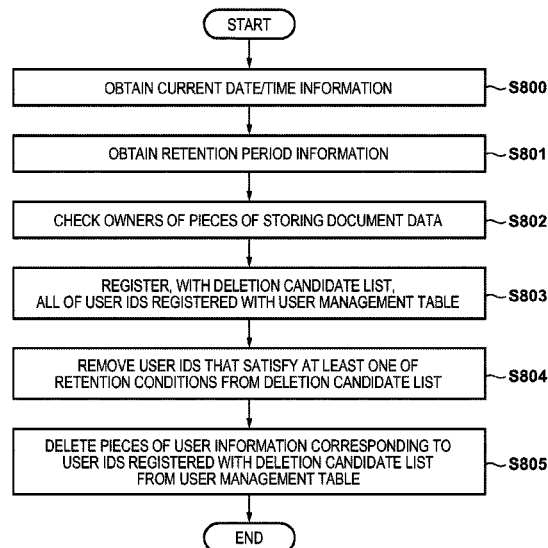 START
OBTAIN CURRENT DATE/TIME INFORMATION
S800
OBTAIN RETENTION PERIOD INFORMATION
S801
CHECK OWNERS OF PIECES OF STORING DOCUMENT DATA
S802
REGISTER, WITH DELETION CANDIDATE LIST,
ALL OF USER IDS REGISTERED WITH USER MANAGEMENT TABLE
S803
REMOVE USER IDS THAT SATISFY AT LEAST ONE OF
RETENTION CONDITIONS FROM DELETION CANDIDATE LIST
S804
DELETE PIECES OF USER INFORMATION CORRESPONDING TO
USER IDS REGISTERED WITH DELETION CANDIDATE LIST
FROM USER MANAGEMENT TABLE
S805
END